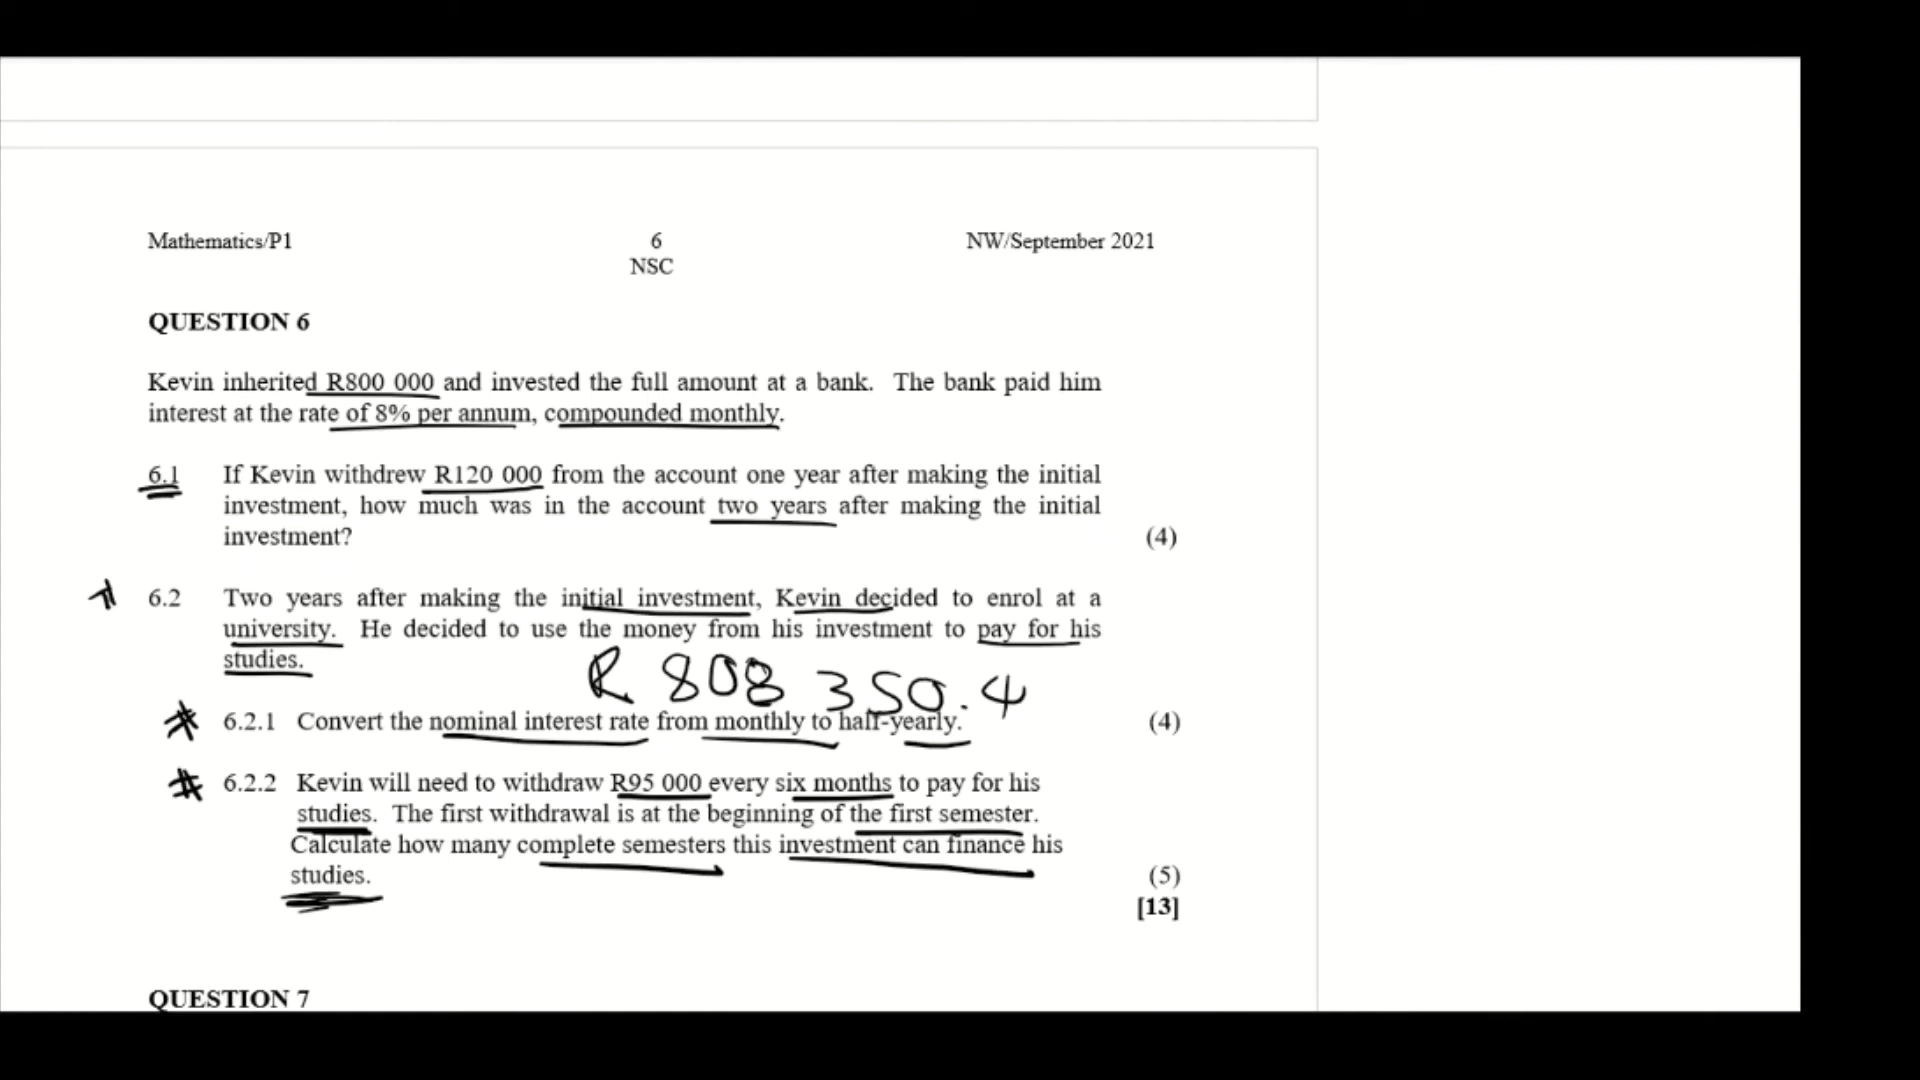 Mathematics/P1 6 NW/September 2021
NSC
QUESTION 6
Kevin inherited R800 000 and invested the full amount at a bank. The bank paid him
interest at the rate of 8% per annum, compounded monthly.
6.1 If Kevin withdrew R120 000 from the account one year after making the initial
investment, how much was in the account two years after making the initial
investment? (4)
6.2 Two years after making the initial investment, Kevin decided to enrol at a
university. He decided to use the money from his investment to pay for his
studies.
R 808 350.4
6.2.1 Convert the nominal interest rate from monthly to half-yearly. (4)
6.2.2 Kevin will need to withdraw R95 000 every six months to pay for his
studies. The first withdrawal is at the beginning of the first semester.
Calculate how many complete semesters this investment can finance his
studies. (5)
[13]
QUESTION 7